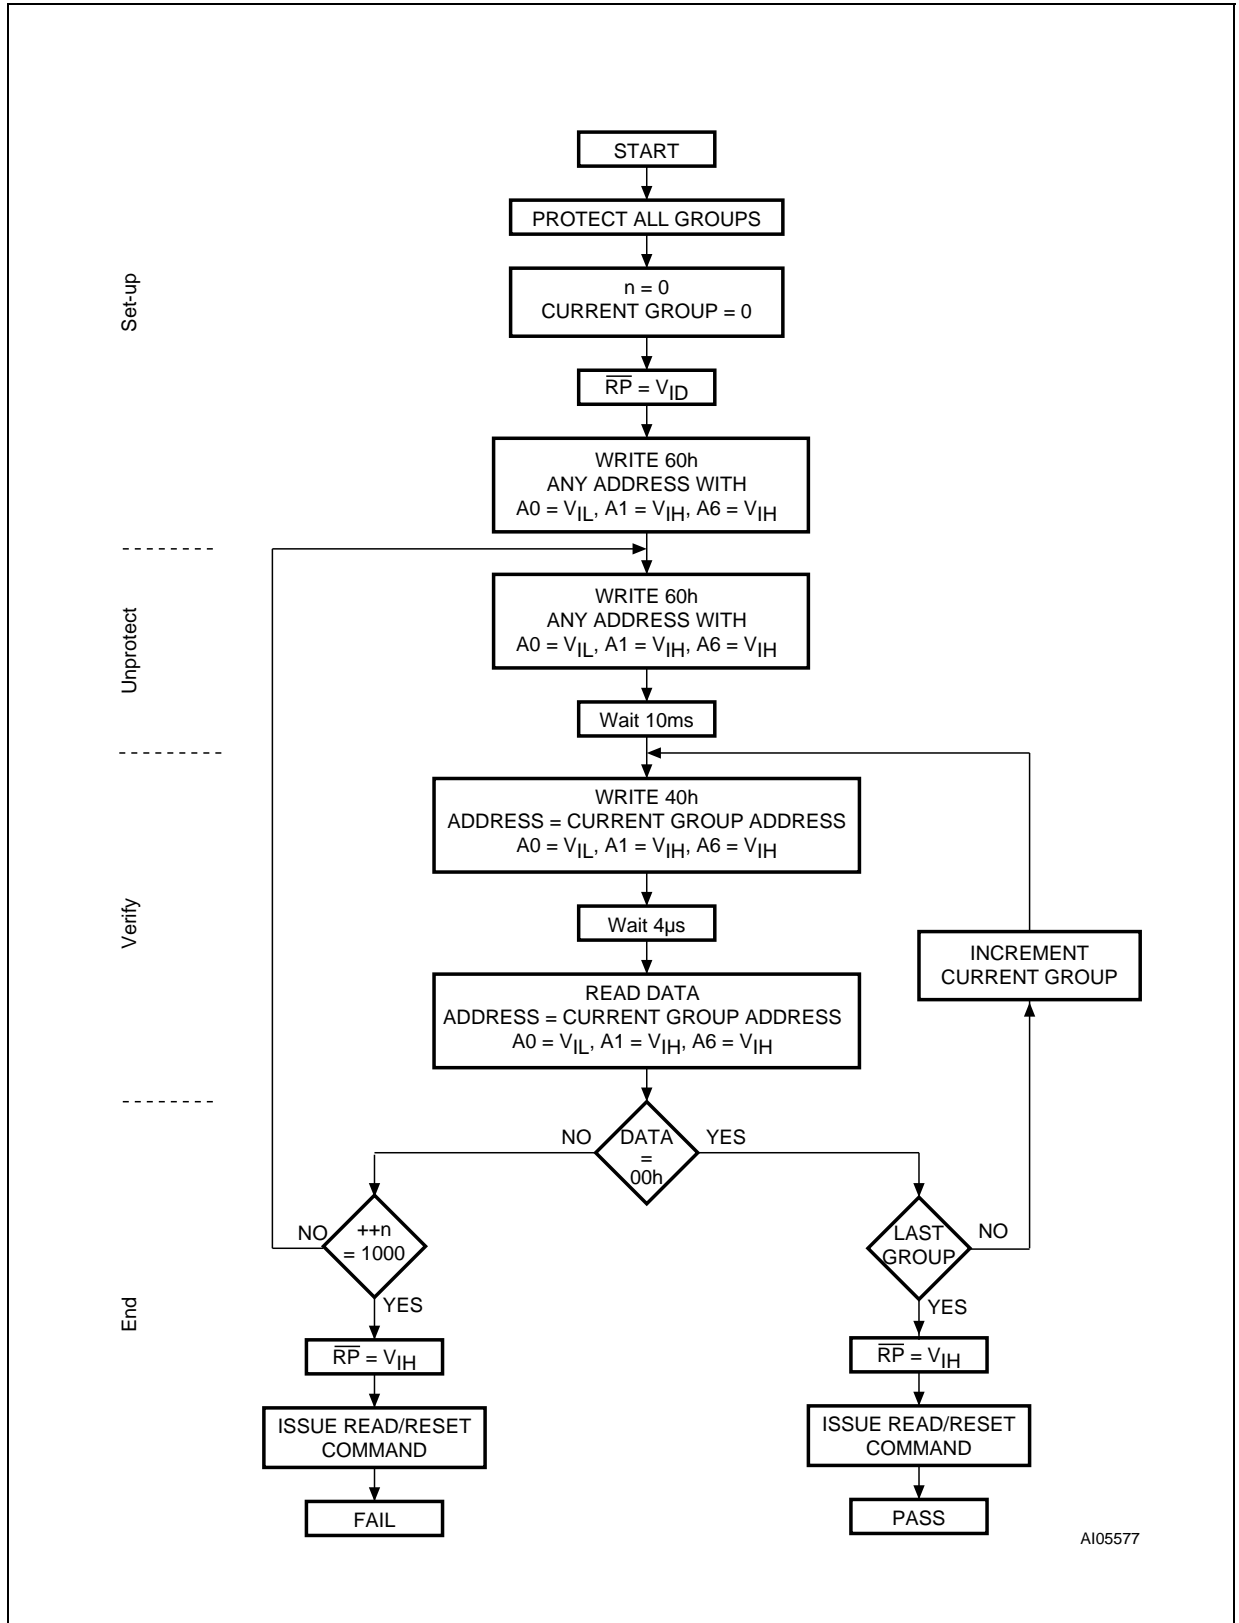 START
PROTECT ALL GROUPS
Set-up
n = 0
CURRENT GROUP = 0
RP = VID
WRITE 60h
ANY ADDRESS WITH
A0 = VIL, A1 = VIH, A6 = VIH
Unprotect
WRITE 60h
ANY ADDRESS WITH
A0 = VIL, A1 = VIH, A6 = VIH
Wait 10ms
Verify
WRITE 40h
ADDRESS = CURRENT GROUP ADDRESS
A0 = VIL, A1 = VIH, A6 = VIH
Wait 4µs
INCREMENT
CURRENT GROUP
READ DATA
ADDRESS = CURRENT GROUP ADDRESS
A0 = VIL, A1 = VIH, A6 = VIH
End
NO
DATA
=
00h
YES
NO
++n
= 1000
YES
LAST
GROUP
NO
YES
RP = VIH
ISSUE READ/RESET
COMMAND
FAIL
RP = VIH
ISSUE READ/RESET
COMMAND
PASS
AI05577